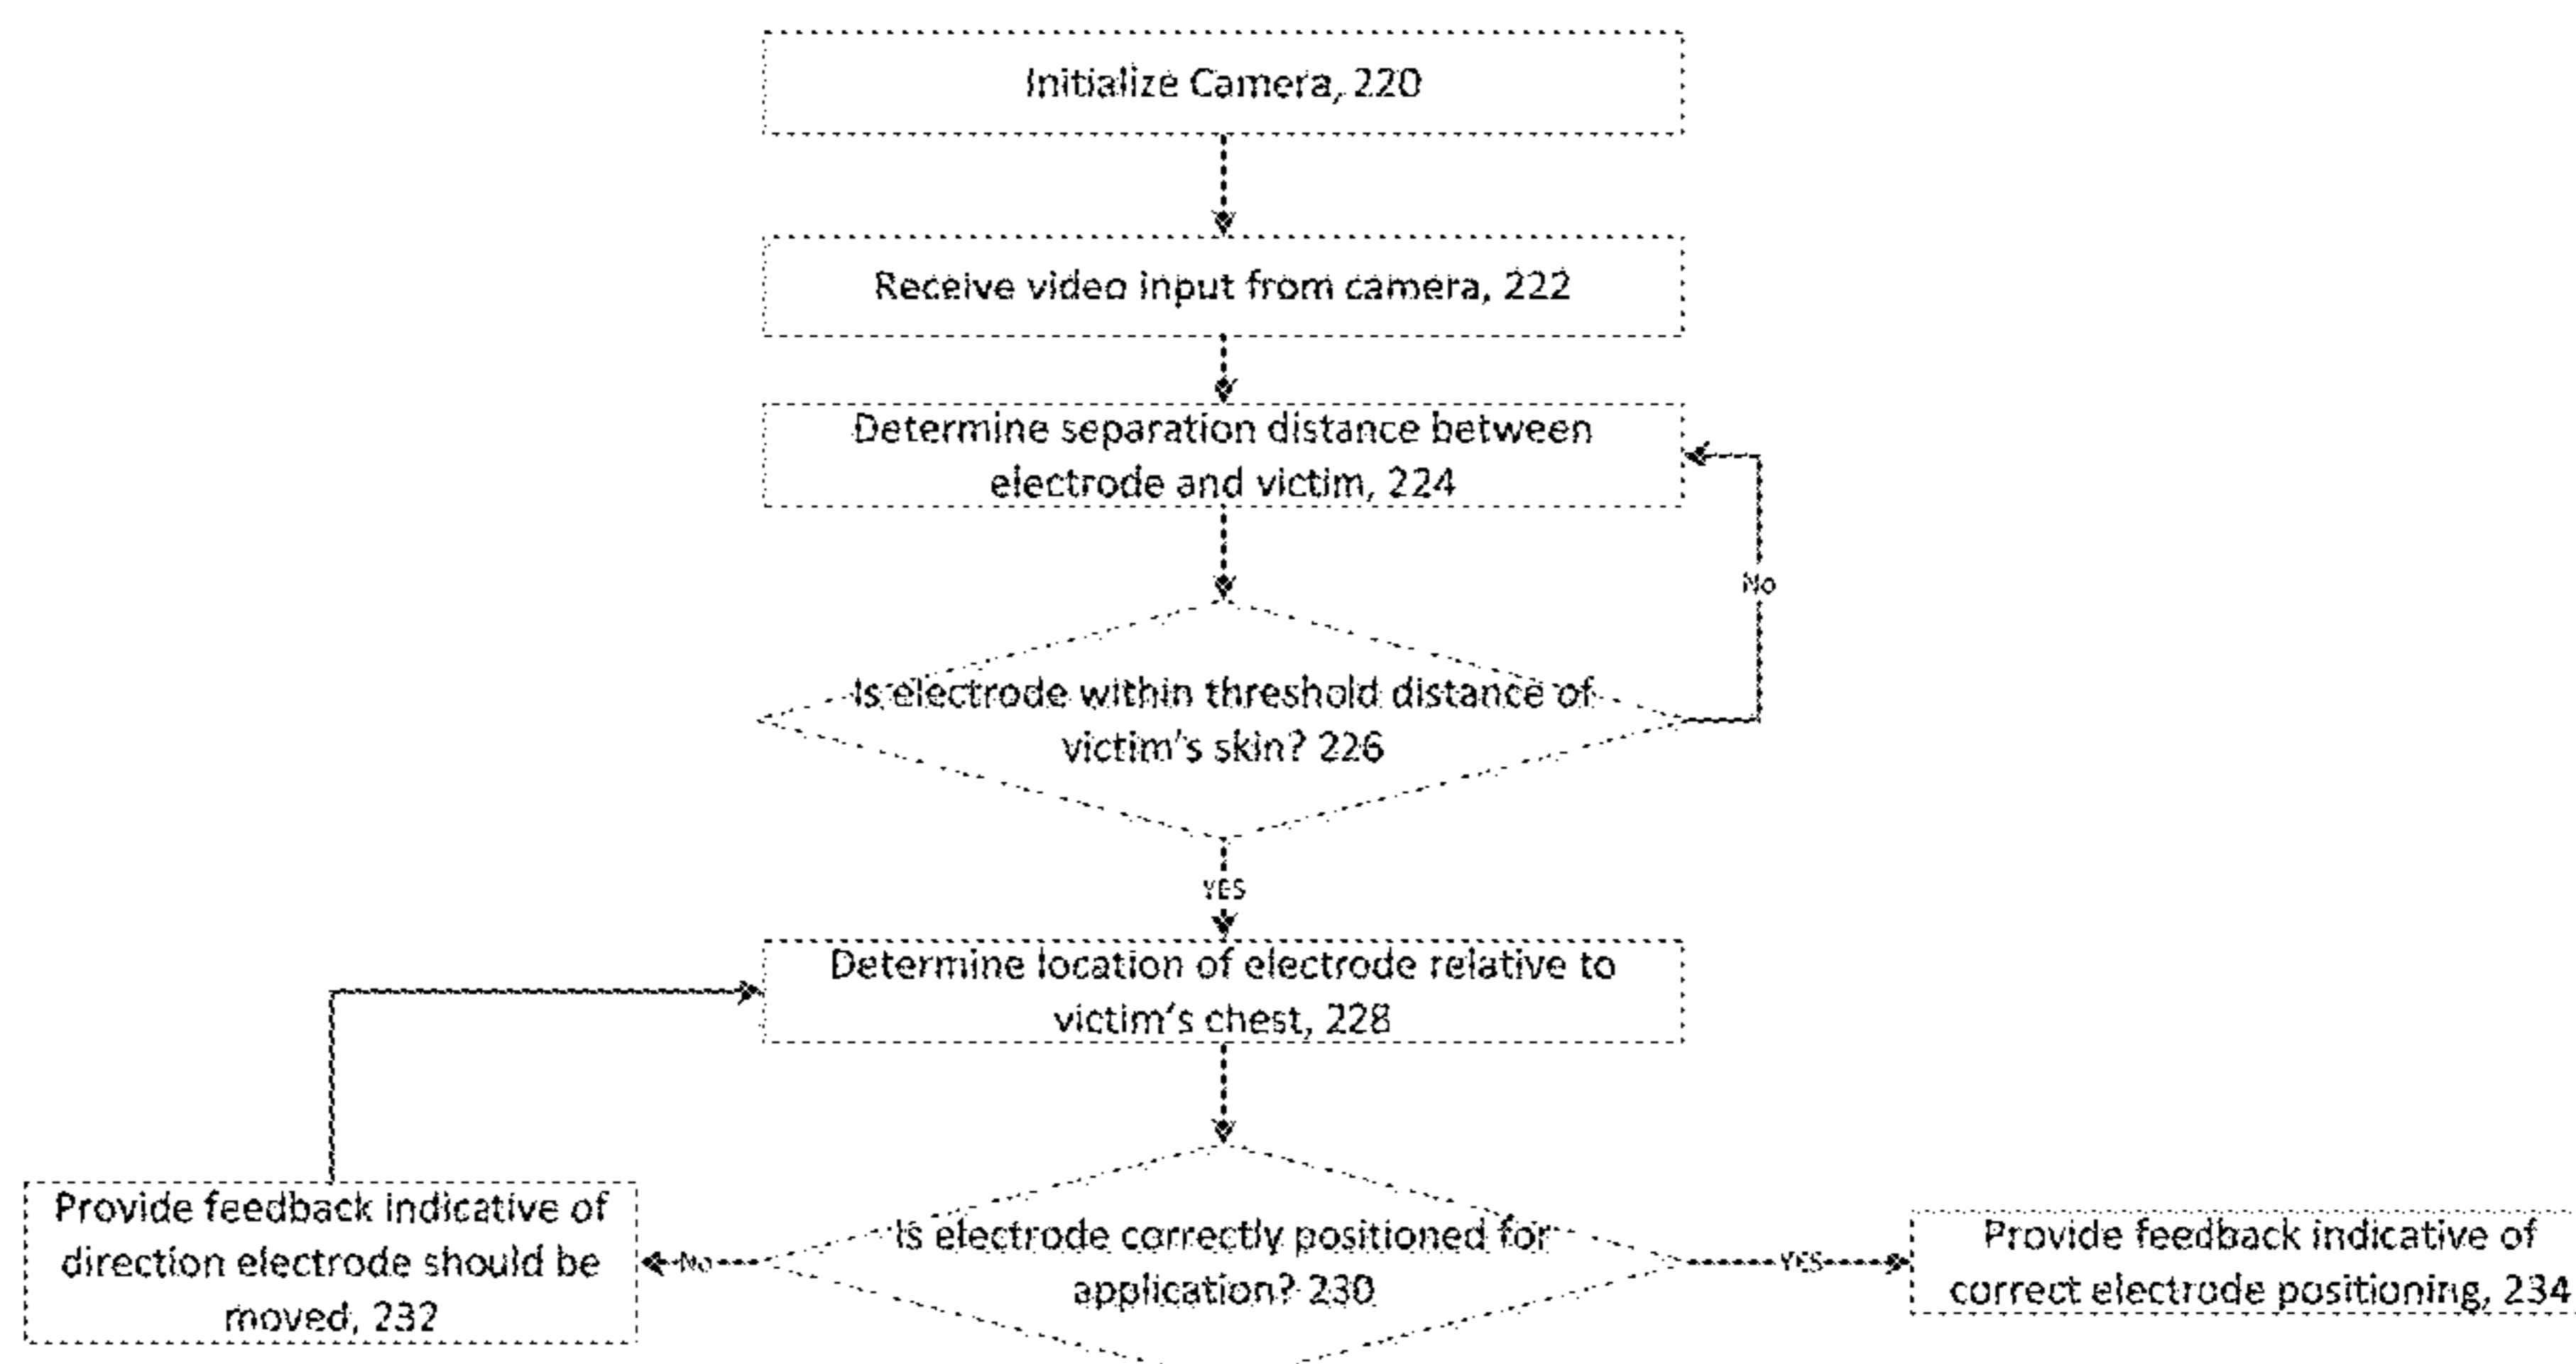 Initialize Camera, 220
Receive video input from camera, 222
Determine separation distance between
electrode and victim, 224
No
Is electrode within threshold distance of
victim's skin? 226
YES
Determine location of electrode relative to
victim's chest, 228
Provide feedback indicative of
direction electrode should be
moved, 232
No
Is electrode correctly positioned for
application? 230
YES
Provide feedback indicative of
correct electrode positioning, 234